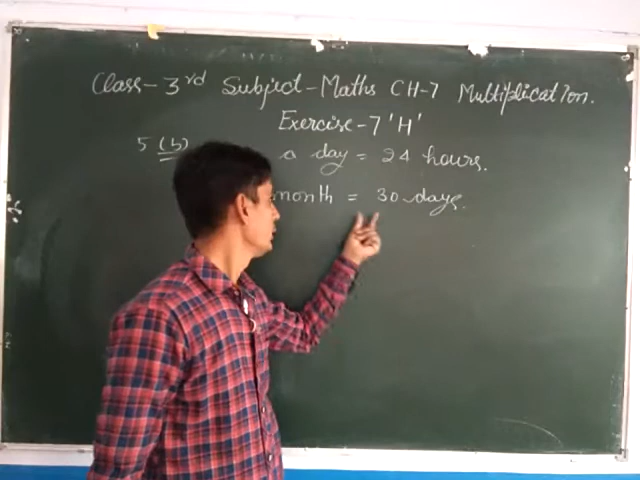 Class-3rd Subject-Maths CH-7 Multiplication.
Exercise-7'H'
5 (b) a day = 24 hours.
month = 30 days.